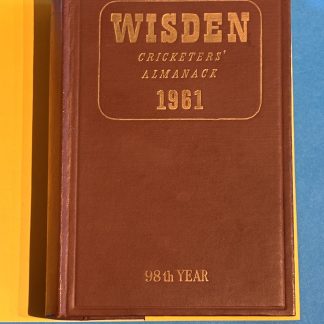 WISDEN
CRICKETERS'
ALMANACK
1961
98th YEAR